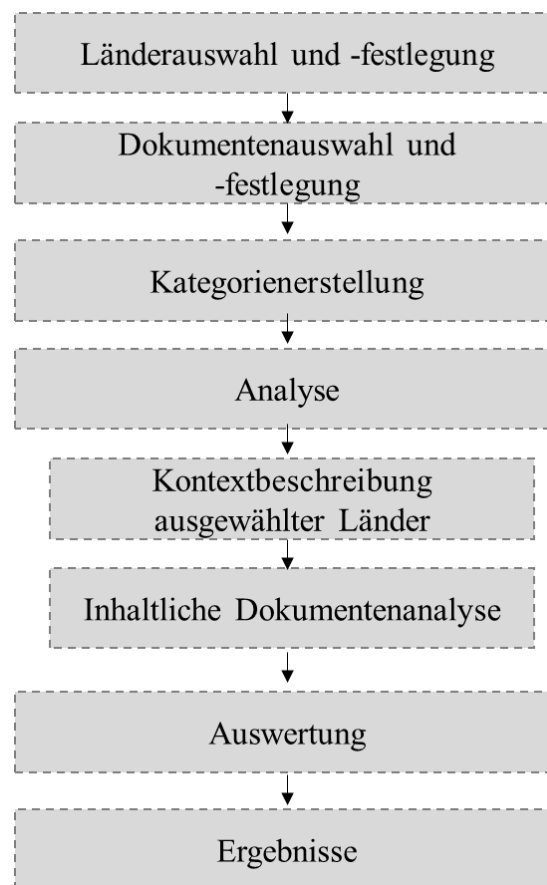 Länderauswahl und -festlegung
Dokumentenauswahl und
-festlegung
Kategorienerstellung
Analyse
Kontextbeschreibung
ausgewählter Länder
Inhaltliche Dokumentenanalyse
Auswertung
Ergebnisse